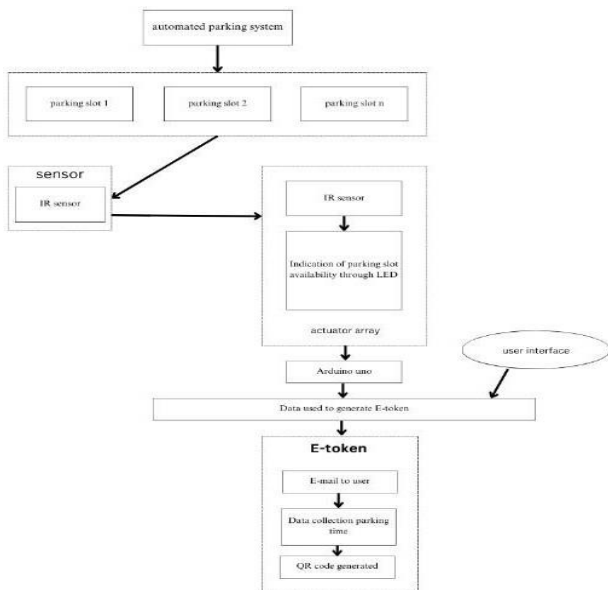 automated parking system
parking slot 1
parking slot 2
parking slot n
sensor
IR sensor
IR sensor
Indication of parking slot
availability through LED
actuator array
user interface
Arduino uno
Data used to generate E-token
E-token
E-mail to user
Data collection parking
time
QR code generated